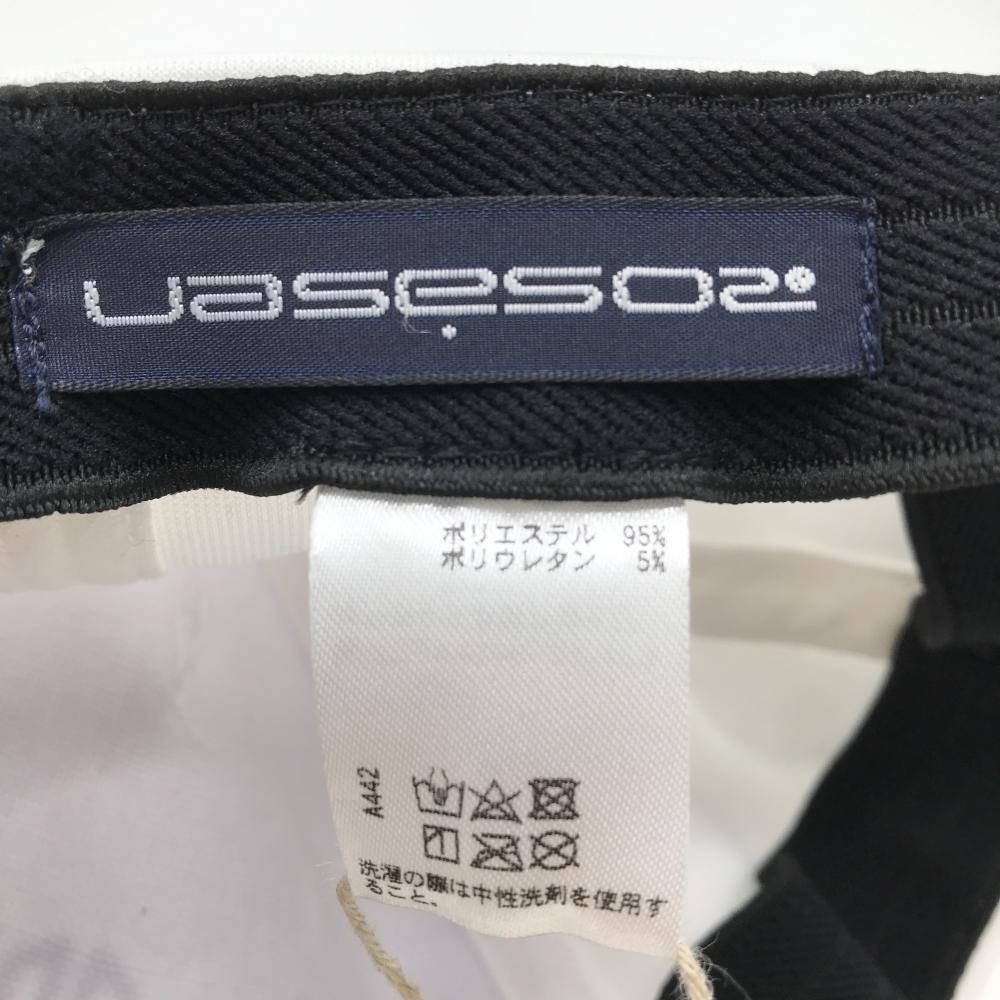 ポリエステル 95%
ポリウレタン 5%
A442
洗濯の際は中性洗剤を使用す
ること。